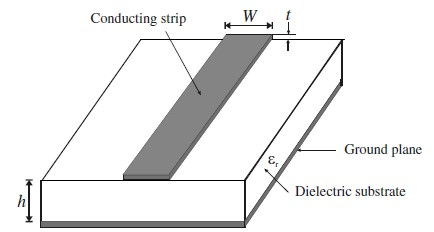 Conducting strip
W
t
Ground plane
εr
Dielectric substrate
h